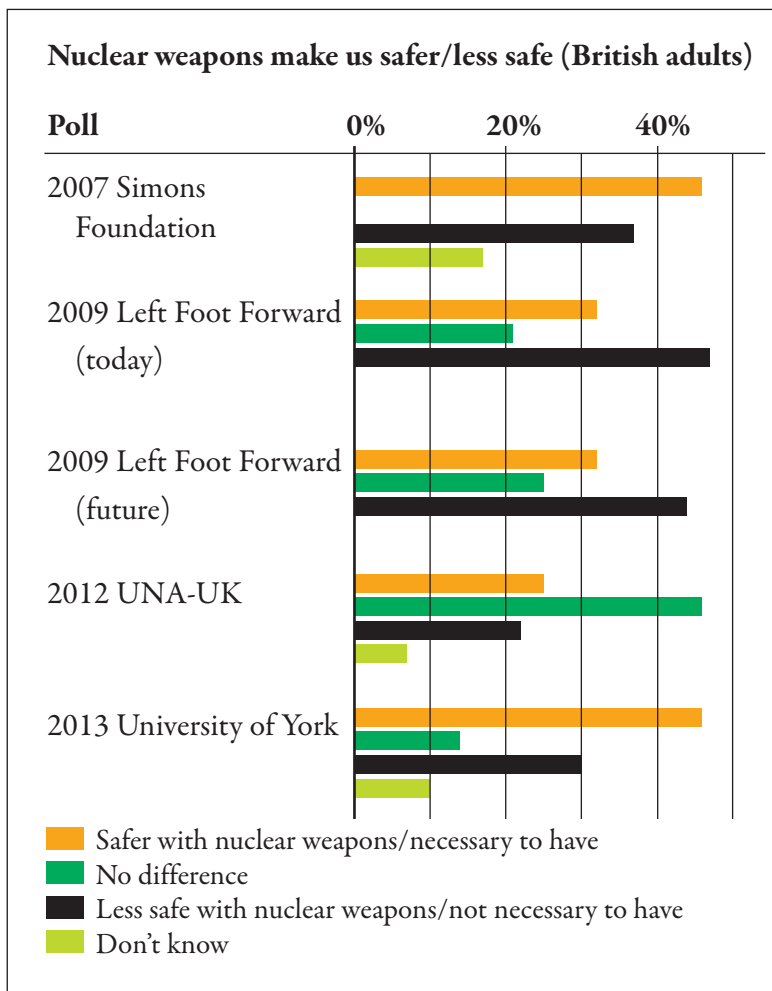 Nuclear weapons make us safer/less safe (British adults)
Poll 0% 20% 40%
2007 Simons
Foundation
2009 Left Foot Forward
(today)
2009 Left Foot Forward
(future)
2012 UNA-UK
2013 University of York
Safer with nuclear weapons/necessary to have
No difference
Less safe with nuclear weapons/not necessary to have
Don't know